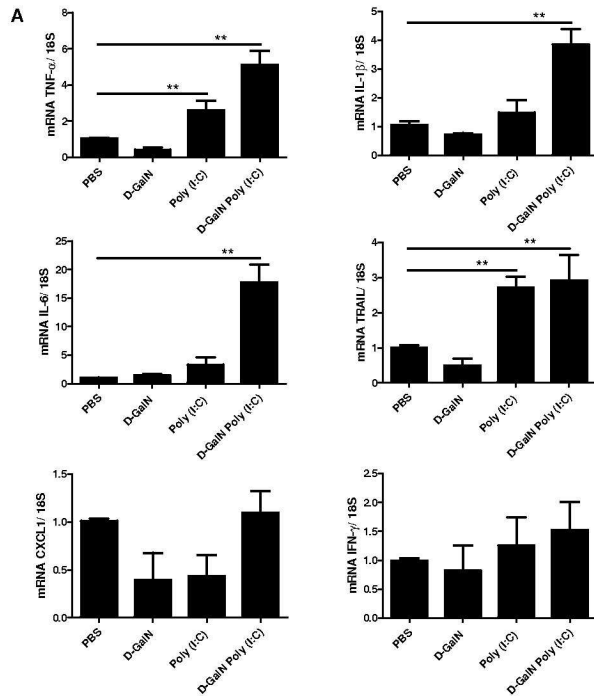 A
mRNA TNF-α/ 18S
8
6
4
2
0
**
**
PBS
D-GalN
Poly (I:C)
D-GalN Poly (I:C)
mRNA IL-1β/ 18S
5
4
3
2
1
0
**
PBS
D-GalN
Poly (I:C)
D-GalN Poly (I:C)
mRNA IL-6/ 18S
25
20
15
10
5
0
**
PBS
D-GalN
Poly (I:C)
D-GalN Poly (I:C)
mRNA TRAIL/ 18S
4
3
2
1
0
**
**
PBS
D-GalN
Poly (I:C)
D-GalN Poly (I:C)
mRNA CXCL1/ 18S
1.5
1.0
0.5
0.0
PBS
D-GalN
Poly (I:C)
D-GalN Poly (I:C)
mRNA IFN-γ/ 18S
2.5
2.0
1.5
1.0
0.5
0.0
PBS
D-GalN
Poly (I:C)
D-GalN Poly (I:C)